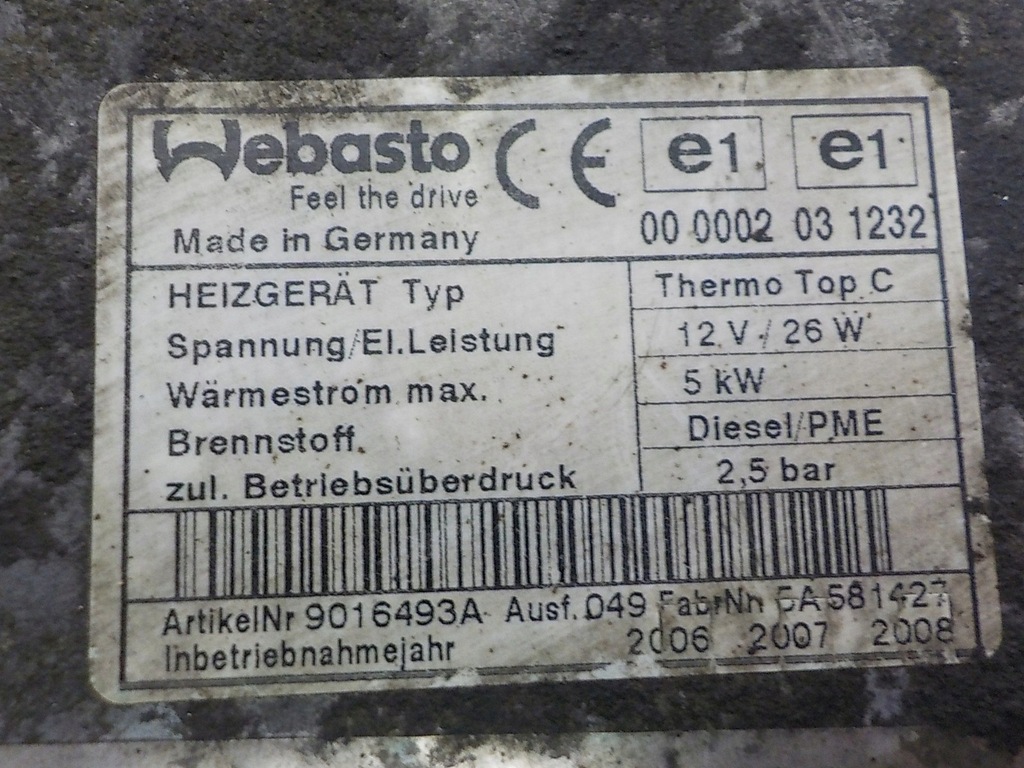 Webasto CE e1 e1
Feel the drive
Made in Germany 00 0002 03 1232
HEIZGERÄT Typ Thermo Top C
Spannung/El.Leistung 12 V / 26 W
Wärmestrom max. 5 kW
Brennstoff. Diesel/PME
zul. Betriebsüberdruck 2,5 bar
ArtikelNr 9016493A Ausf. 049 FabrNr 581427
Inbetriebnahmejahr 2006 2007 2008